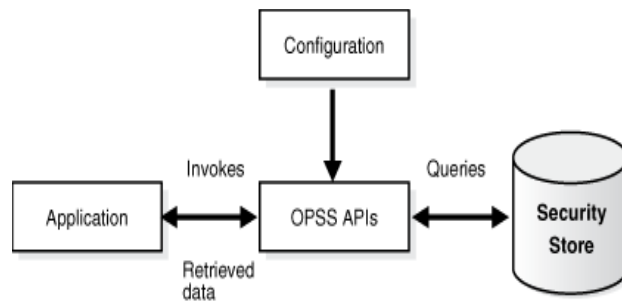 Configuration
Invokes
Queries
Application
OPSS APIs
Security
Store
Retrieved
data